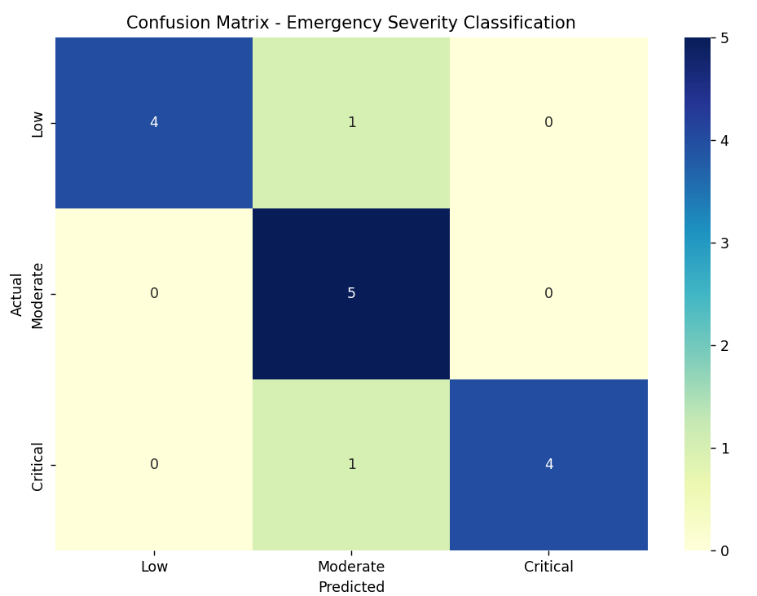 Confusion Matrix - Emergency Severity Classification
Low
4
1
0
Actual
Moderate
0
5
0
Critical
0
1
4
Low
Moderate
Critical
Predicted
5
4
3
2
1
0